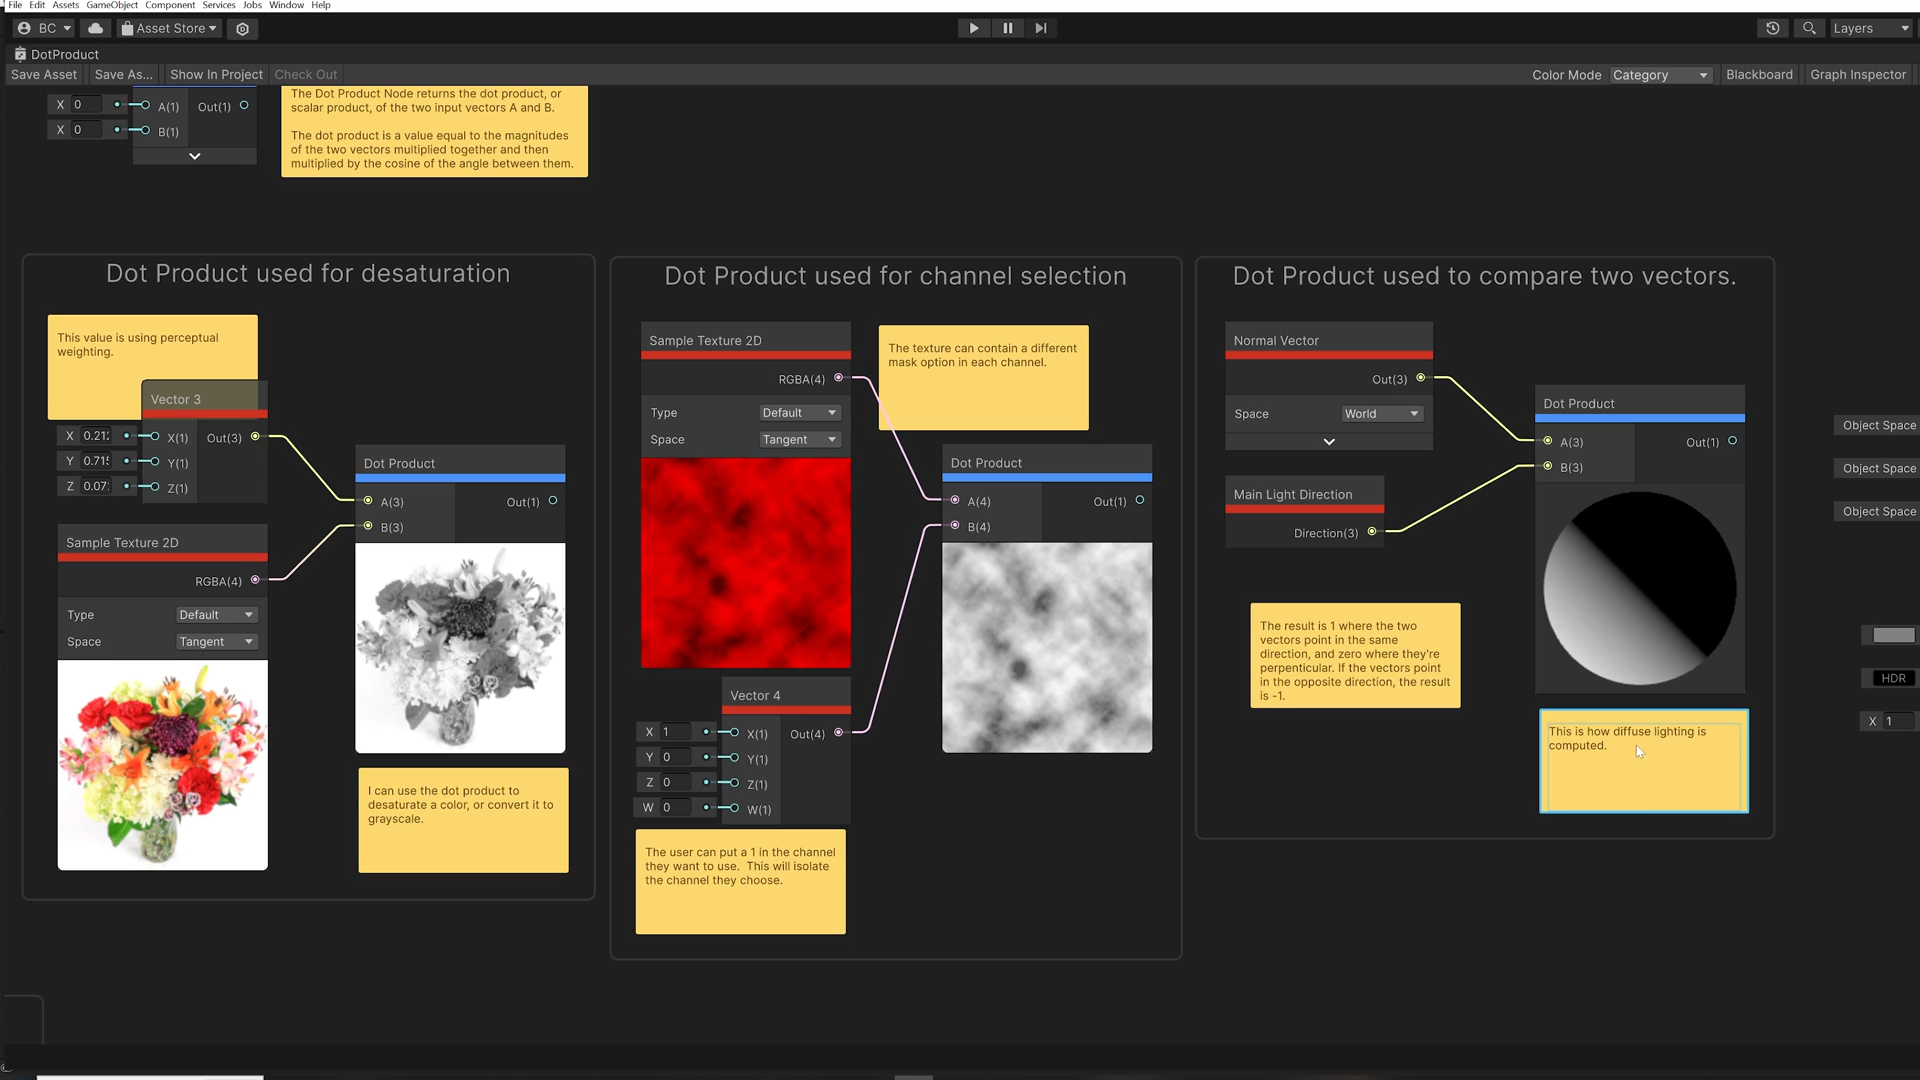 File Edit Assets GameObject Component Services Jobs Window Help
BC Asset Store Layers
DotProduct
Save Asset Save As... Show In Project Check Out Color Mode Category Blackboard Graph Inspector
X 0 A(1) Out(1)
X 0 B(1)
The Dot Product Node returns the dot product, or
scalar product, of the two input vectors A and B.
The dot product is a value equal to the magnitudes
of the two vectors multiplied together and then
multiplied by the cosine of the angle between them.
Dot Product used for desaturation
This value is using perceptual
weighting.
Vector 3
X 0.212 X(1) Out(3)
Y 0.715 Y(1)
Z 0.07 Z(1)
Sample Texture 2D
RGBA(4)
Type Default
Space Tangent
Dot Product
A(3) Out(1)
B(3)
I can use the dot product to
desaturate a color, or convert it to
grayscale.
Dot Product used for channel selection
Sample Texture 2D
RGBA(4)
Type Default
Space Tangent
The texture can contain a different
mask option in each channel.
Dot Product
A(4) Out(1)
B(4)
Vector 4
X 1 X(1) Out(4)
Y 0 Y(1)
Z 0 Z(1)
W 0 W(1)
The user can put a 1 in the channel
they want to use. This will isolate
the channel they choose.
Dot Product used to compare two vectors.
Normal Vector
Out(3)
Space World
Main Light Direction
Direction(3)
Dot Product
A(3) Out(1)
B(3)
The result is 1 where the two
vectors point in the same
direction, and zero where they're
perpenticular. If the vectors point
in the opposite direction, the result
is -1.
This is how diffuse lighting is
computed.
Object Space
Object Space
Object Space
HDR
X 1